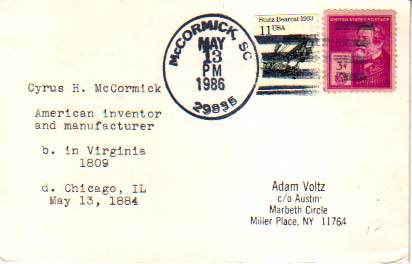 McCORMICK, SC
MAY
13
PM
1986
29835
Stutz Bearcat 1933
11 USA
UNITED STATES POSTAGE
3¢
Cyrus H. McCormick
American inventor
and manufacturer
b. in Virginia
1809
d. Chicago, IL
May 13, 1884
Adam Voltz
c/o Austin
Marbeth Circle
Miller Place, NY 11764